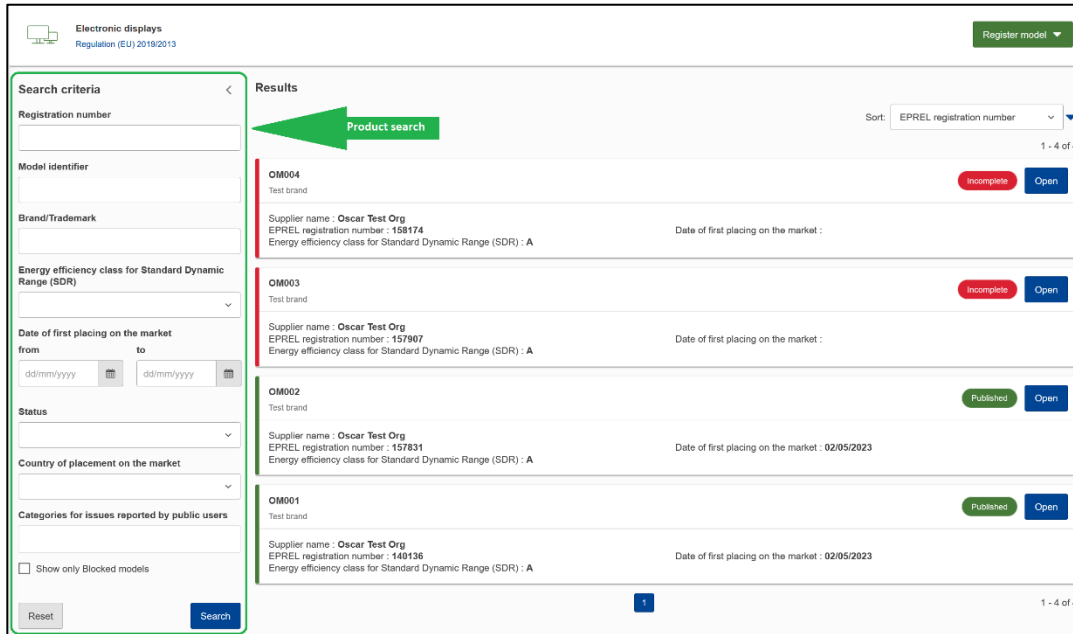 Electronic displays
Regulation (EU) 2019/2013
Register model
Search criteria
Registration number
Model identifier
Brand/Trademark
Energy efficiency class for Standard Dynamic
Range (SDR)
Date of first placing on the market
from to
dd/mm/yyyy dd/mm/yyyy
Status
Country of placement on the market
Categories for issues reported by public users
Show only Blocked models
Reset Search
Product search
Results
Sort: EPREL registration number
1 - 4 of
OM004
Test brand
Incomplete Open
Supplier name : Oscar Test Org
EPREL registration number : 158174
Date of first placing on the market :
Energy efficiency class for Standard Dynamic Range (SDR) : A
OM003
Test brand
Incomplete Open
Supplier name : Oscar Test Org
EPREL registration number : 157907
Date of first placing on the market :
Energy efficiency class for Standard Dynamic Range (SDR) : A
OM002
Test brand
Published Open
Supplier name : Oscar Test Org
EPREL registration number : 157831
Date of first placing on the market : 02/05/2023
Energy efficiency class for Standard Dynamic Range (SDR) : A
OM001
Test brand
Published Open
Supplier name : Oscar Test Org
EPREL registration number : 140136
Date of first placing on the market : 02/05/2023
Energy efficiency class for Standard Dynamic Range (SDR) : A
1
1 - 4 of